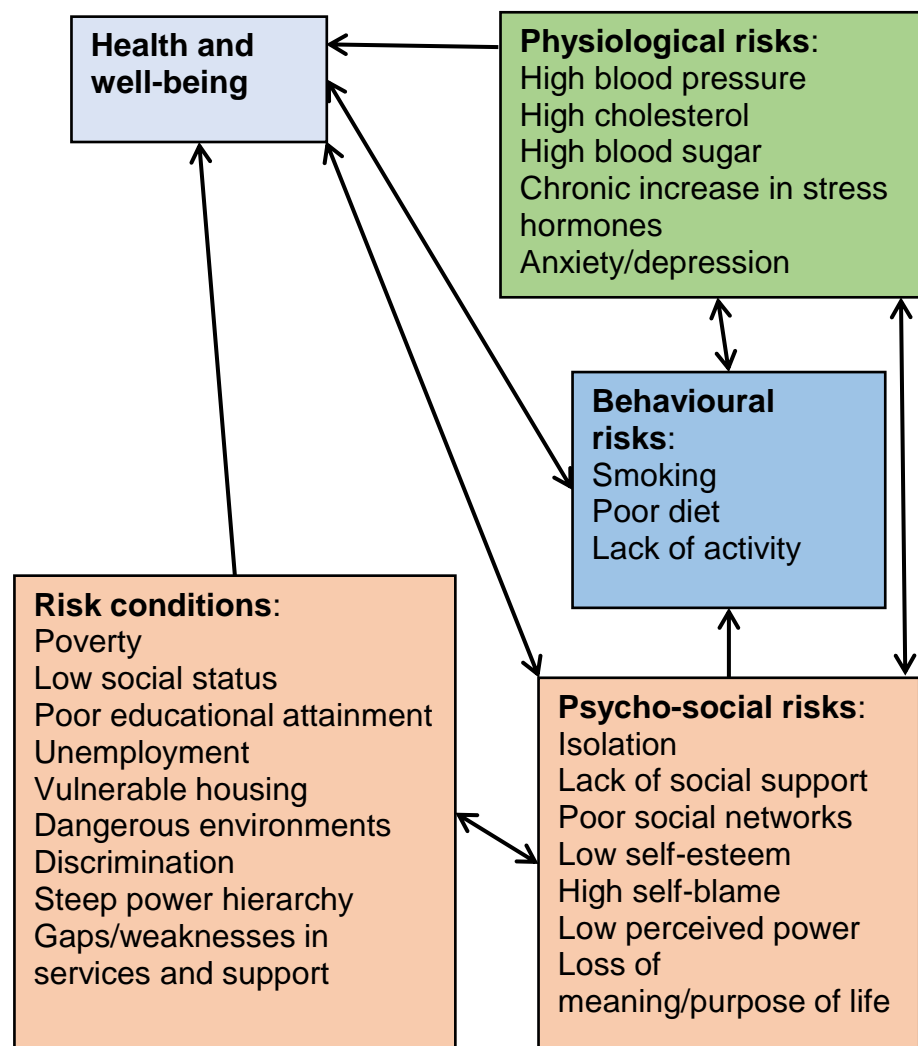 Health and
well-being
Physiological risks:
High blood pressure
High cholesterol
High blood sugar
Chronic increase in stress
hormones
Anxiety/depression
Behavioural
risks:
Smoking
Poor diet
Lack of activity
Risk conditions:
Poverty
Low social status
Poor educational attainment
Unemployment
Vulnerable housing
Dangerous environments
Discrimination
Steep power hierarchy
Gaps/weaknesses in
services and support
Psycho-social risks:
Isolation
Lack of social support
Poor social networks
Low self-esteem
High self-blame
Low perceived power
Loss of
meaning/purpose of life